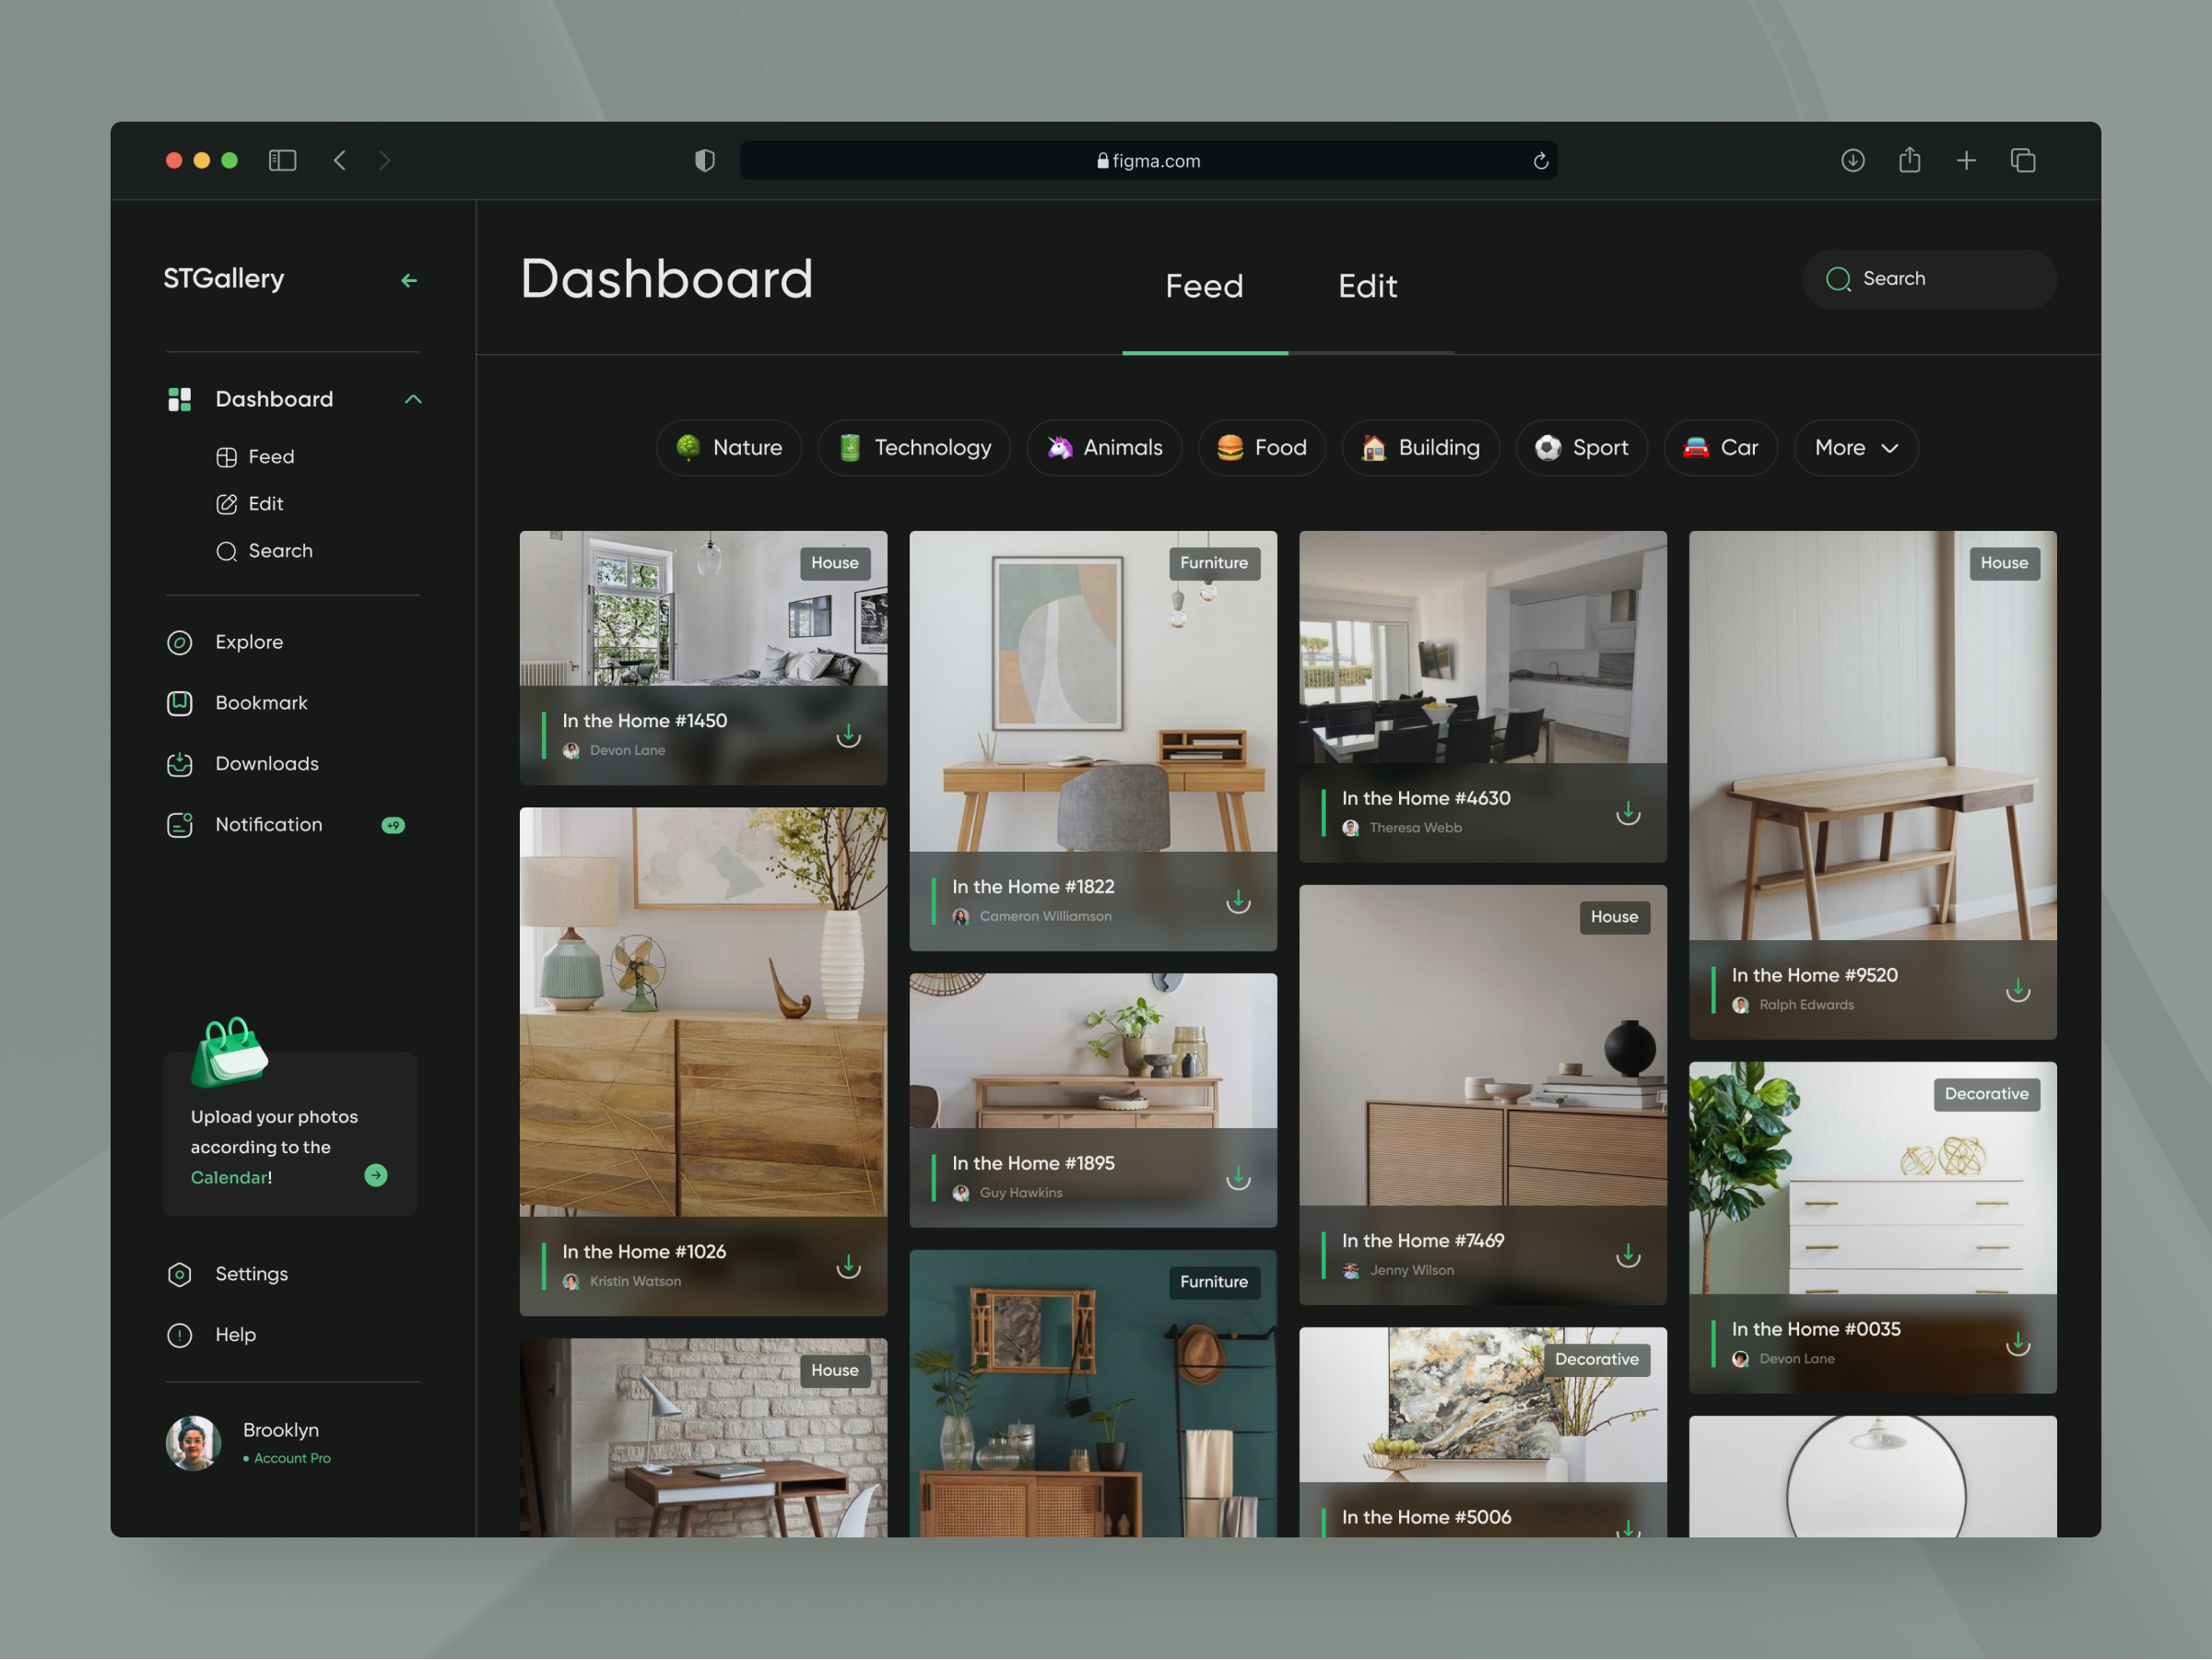 figma.com
STGallery
Dashboard
Feed
Edit
Search
Explore
Bookmark
Downloads
Notification
+9
Upload your photos
according to the
Calendar!
Settings
Help
Brooklyn
Account Pro
Dashboard
Feed
Edit
Search
Nature
Technology
Animals
Food
Building
Sport
Car
More
House
In the Home #1450
Devon Lane
In the Home #1026
Kristin Watson
House
Furniture
In the Home #1822
Cameron Williamson
In the Home #1895
Guy Hawkins
Furniture
In the Home #4630
Theresa Webb
House
In the Home #7469
Jenny Wilson
Decorative
In the Home #5006
House
In the Home #9520
Ralph Edwards
Decorative
In the Home #0035
Devon Lane